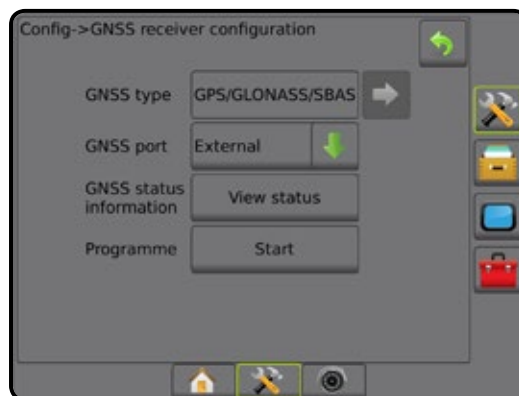 Config->GNSS receiver configuration
GNSS type GPS/GLONASS/SBAS
GNSS port External
GNSS status information View status
Programme Start